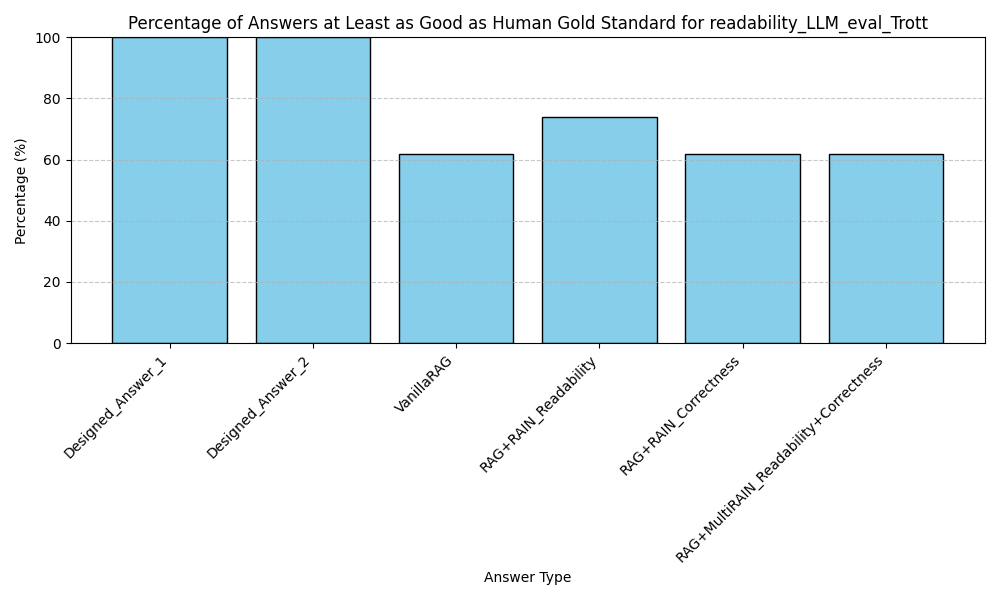 Percentage of Answers at Least as Good as Human Gold Standard for readability_LLM_eval_Trott
Percentage (%)
100
80
60
40
20
0
Designed_Answer_1
Designed_Answer_2
VanillaRAG
RAG+RAIN_Readability
RAG+RAIN_Correctness
RAG+MultiRAIN_Readability+Correctness
Answer Type